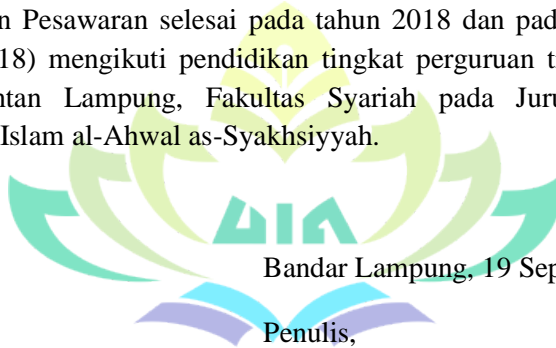 n Pesawaran selesai pada tahun 2018 dan pad
18) mengikuti pendidikan tingkat perguruan t
ntan Lampung, Fakultas Syariah pada Juru
Islam al-Ahwal as-Syakhsiyyah.
UIN
Bandar Lampung, 19 Sep
Penulis,